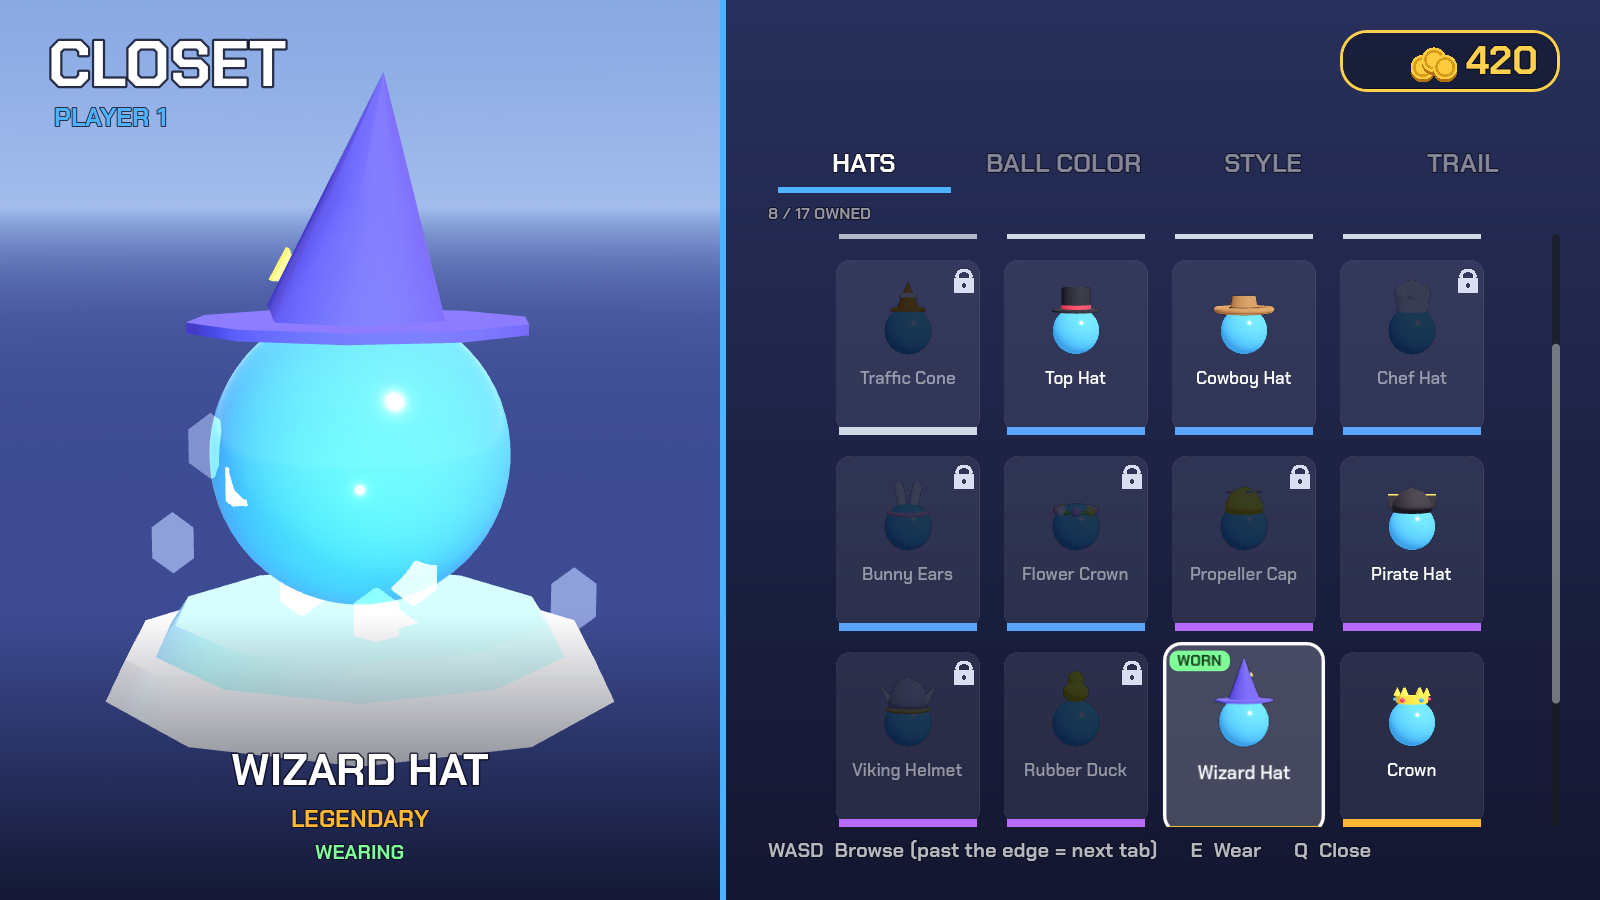 CLOSET
PLAYER 1
420
HATS BALL COLOR STYLE TRAIL
8 / 17 OWNED
Traffic Cone Top Hat Cowboy Hat Chef Hat
Bunny Ears Flower Crown Propeller Cap Pirate Hat
WORN
Viking Helmet Rubber Duck Wizard Hat Crown
WIZARD HAT
LEGENDARY
WEARING
WASD Browse (past the edge = next tab) E Wear Q Close